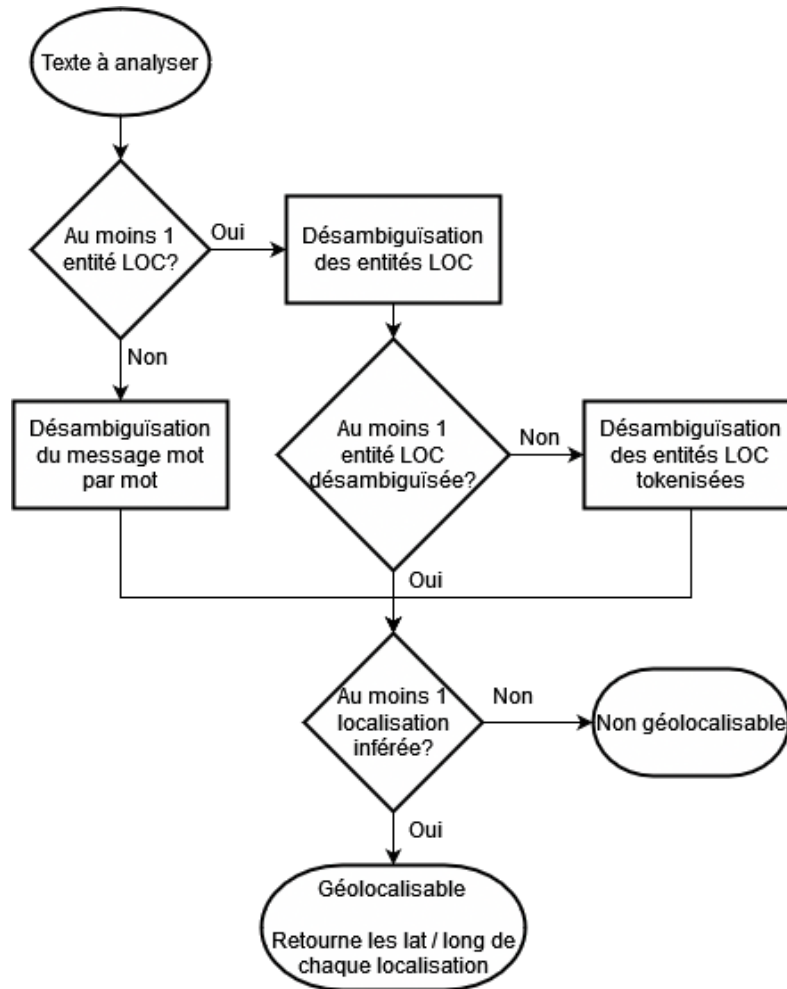 Texte à analyser
Au moins 1
entité LOC?
Oui
Désambiguïsation
des entités LOC
Non
Désambiguïsation
du message mot
par mot
Au moins 1
entité LOC
désambiguïsée?
Non
Désambiguïsation
des entités LOC
tokenisées
Oui
Au moins 1
localisation
inférée?
Non
Non géolocalisable
Oui
Géolocalisable
Retourne les lat / long de
chaque localisation